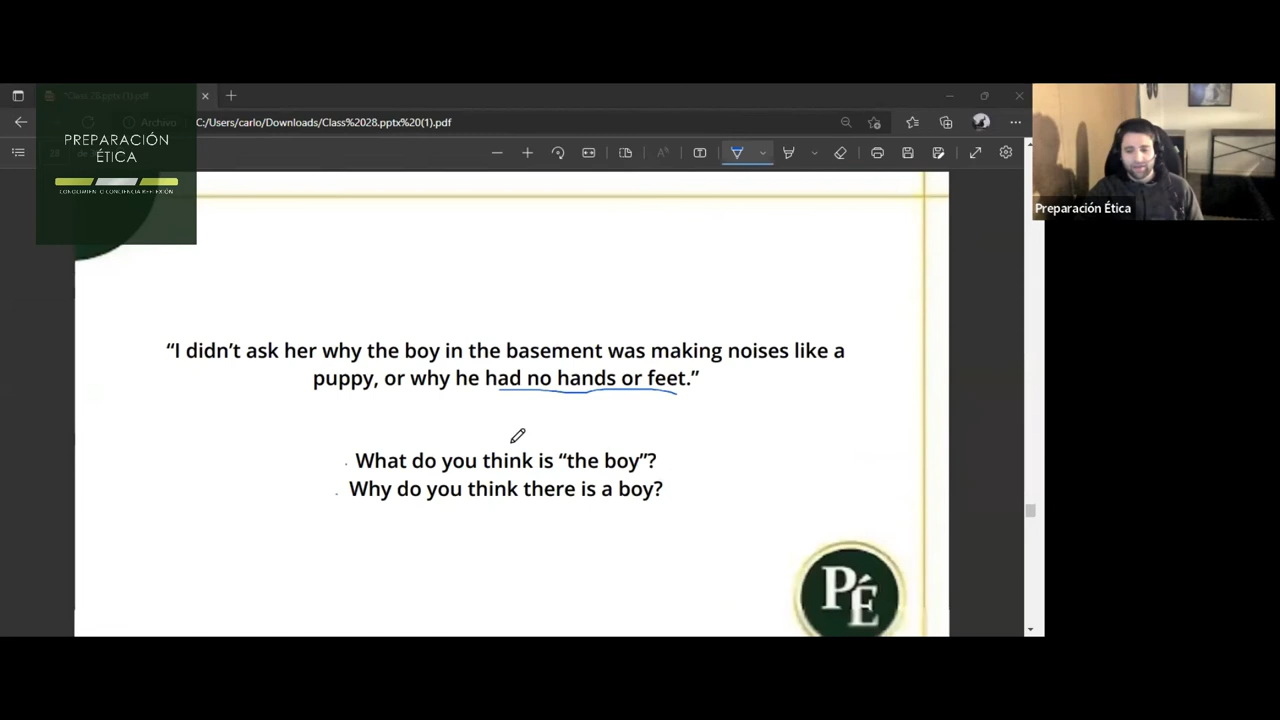 PREPARACIÓN
ÉTICA
Archivo
C:/Users/carlo/Downloads/Class%2028.pptx%20(1).pdf
Preparación Ética
“I didn’t ask her why the boy in the basement was making noises like a
puppy, or why he had no hands or feet.”
What do you think is “the boy”?
Why do you think there is a boy?
PÉ